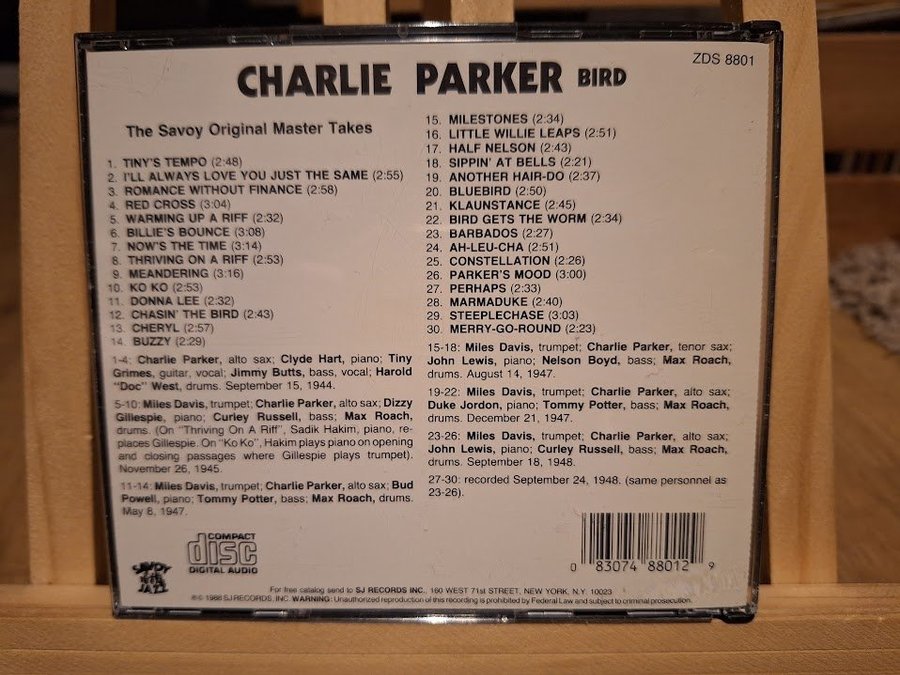 ZDS 8801
CHARLIE PARKER BIRD
The Savoy Original Master Takes
1. TINY'S TEMPO (2:48)
2. I'LL ALWAYS LOVE YOU JUST THE SAME (2:55)
3. ROMANCE WITHOUT FINANCE (2:58)
4. RED CROSS (3:04)
5. WARMING UP A RIFF (2:32)
6. BILLIE'S BOUNCE (3:08)
7. NOW'S THE TIME (3:14)
8. THRIVING ON A RIFF (2:53)
9. MEANDERING (3:16)
10. KO KO (2:53)
11. DONNA LEE (2:32)
12. CHASIN' THE BIRD (2:43)
13. CHERYL (2:57)
14. BUZZY (2:29)
1-4: Charlie Parker, alto sax; Clyde Hart, piano; Tiny
Grimes, guitar, vocal; Jimmy Butts, bass, vocal; Harold
"Doc" West, drums. September 15, 1944.
5-10: Miles Davis, trumpet; Charlie Parker, alto sax; Dizzy
Gillespie, piano; Curley Russell, bass; Max Roach,
drums. (On "Thriving On A Riff", Sadik Hakim, piano, re-
places Gillespie. On "Ko Ko", Hakim plays piano on opening
and closing passages where Gillespie plays trumpet).
November 26, 1945.
11-14: Miles Davis, trumpet; Charlie Parker, alto sax; Bud
Powell, piano; Tommy Potter, bass; Max Roach, drums.
May 8, 1947.
15. MILESTONES (2:34)
16. LITTLE WILLIE LEAPS (2:51)
17. HALF NELSON (2:43)
18. SIPPIN' AT BELLS (2:21)
19. ANOTHER HAIR-DO (2:37)
20. BLUEBIRD (2:50)
21. KLAUNSTANCE (2:45)
22. BIRD GETS THE WORM (2:34)
23. BARBADOS (2:27)
24. AH-LEU-CHA (2:51)
25. CONSTELLATION (2:26)
26. PARKER'S MOOD (3:00)
27. PERHAPS (2:33)
28. MARMADUKE (2:40)
29. STEEPLECHASE (3:03)
30. MERRY-GO-ROUND (2:23)
15-18: Miles Davis, trumpet; Charlie Parker, tenor sax;
John Lewis, piano; Nelson Boyd, bass; Max Roach,
drums. August 14, 1947.
19-22: Miles Davis, trumpet; Charlie Parker, alto sax;
Duke Jordon, piano; Tommy Potter, bass; Max Roach,
drums. December 21, 1947.
23-26: Miles Davis, trumpet; Charlie Parker, alto sax;
John Lewis, piano; Curley Russell, bass; Max Roach,
drums. September 18, 1948.
27-30: recorded September 24, 1948. (same personnel as
23-26).
SAVOY
JAZZ
COMPACT
disc
DIGITAL AUDIO
0 83074 88012 9
For free catalog send to SJ RECORDS INC., 160 WEST 71st STREET, NEW YORK, N.Y. 10023
℗© 1988 SJ RECORDS, INC. WARNING: Unauthorized reproduction of this recording is prohibited by Federal Law and subject to criminal prosecution.